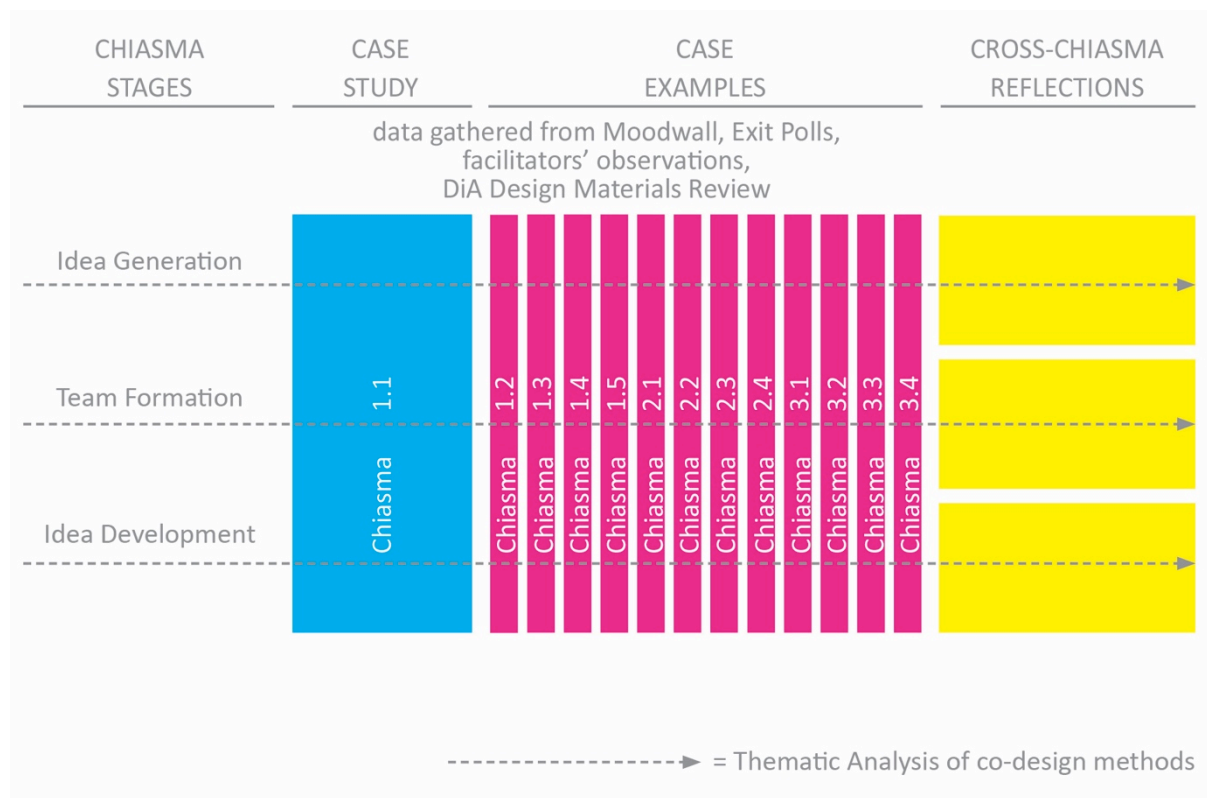 CHIASMA
STAGES
CASE
STUDY
CASE
EXAMPLES
CROSS-CHIASMA
REFLECTIONS
data gathered from Moodwall, Exit Polls,
facilitators’ observations,
DiA Design Materials Review
Idea Generation
Team Formation
Idea Development
Chiasma 1.1
Chiasma 1.2
Chiasma 1.3
Chiasma 1.4
Chiasma 1.5
Chiasma 2.1
Chiasma 2.2
Chiasma 2.3
Chiasma 2.4
Chiasma 3.1
Chiasma 3.2
Chiasma 3.3
Chiasma 3.4
= Thematic Analysis of co-design methods